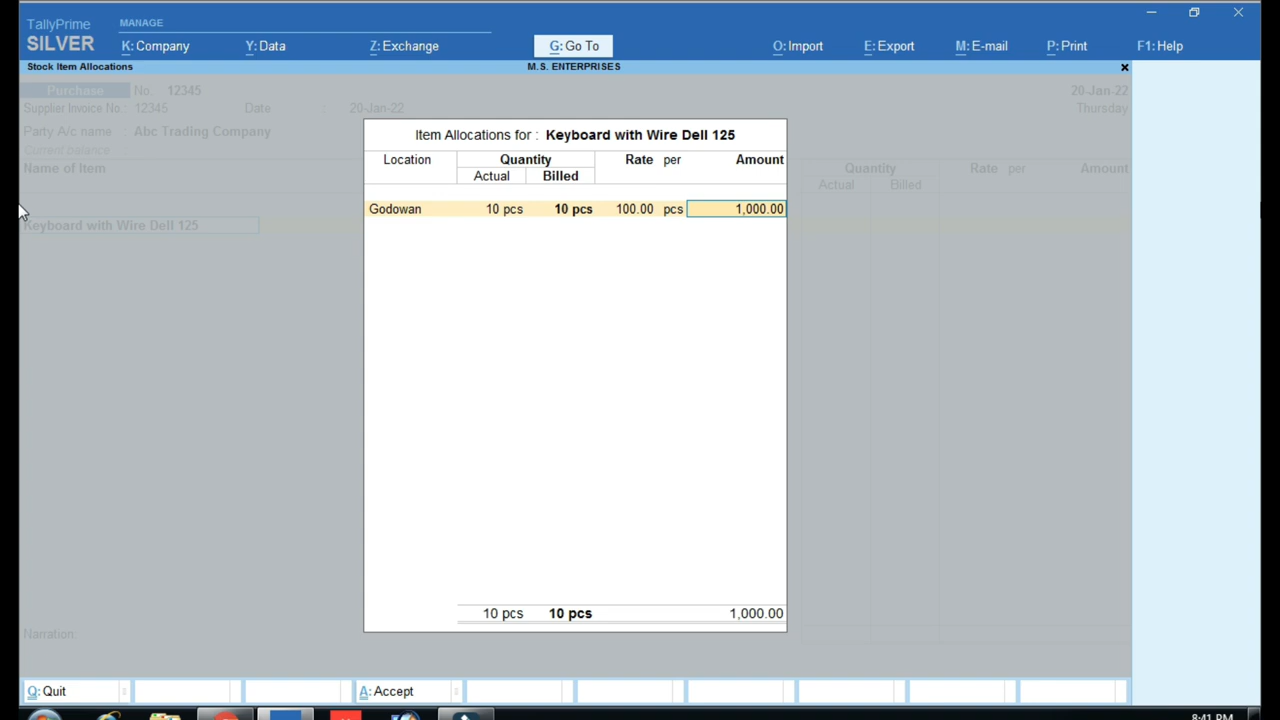 TallyPrime
MANAGE
SILVER
K: Company
Y: Data
Z: Exchange
G: Go To
O: Import
E: Export
M: E-mail
P: Print
F1: Help
Stock Item Allocations
M.S. ENTERPRISES
Purchase No. 12345
20-Jan-22
Supplier Invoice No.: 12345 Date : 20-Jan-22
Thursday
Party A/c name : Abc Trading Company
Current balance
Name of Item
Quantity
Rate per
Amount
Actual
Billed
Keyboard with Wire Dell 125
Item Allocations for : Keyboard with Wire Dell 125
Location
Quantity
Rate per
Amount
Actual
Billed
Godowan 10 pcs 10 pcs 100.00 pcs 1,000.00
10 pcs 10 pcs 1,000.00
Narration:
Q: Quit
A: Accept
8:41 PM